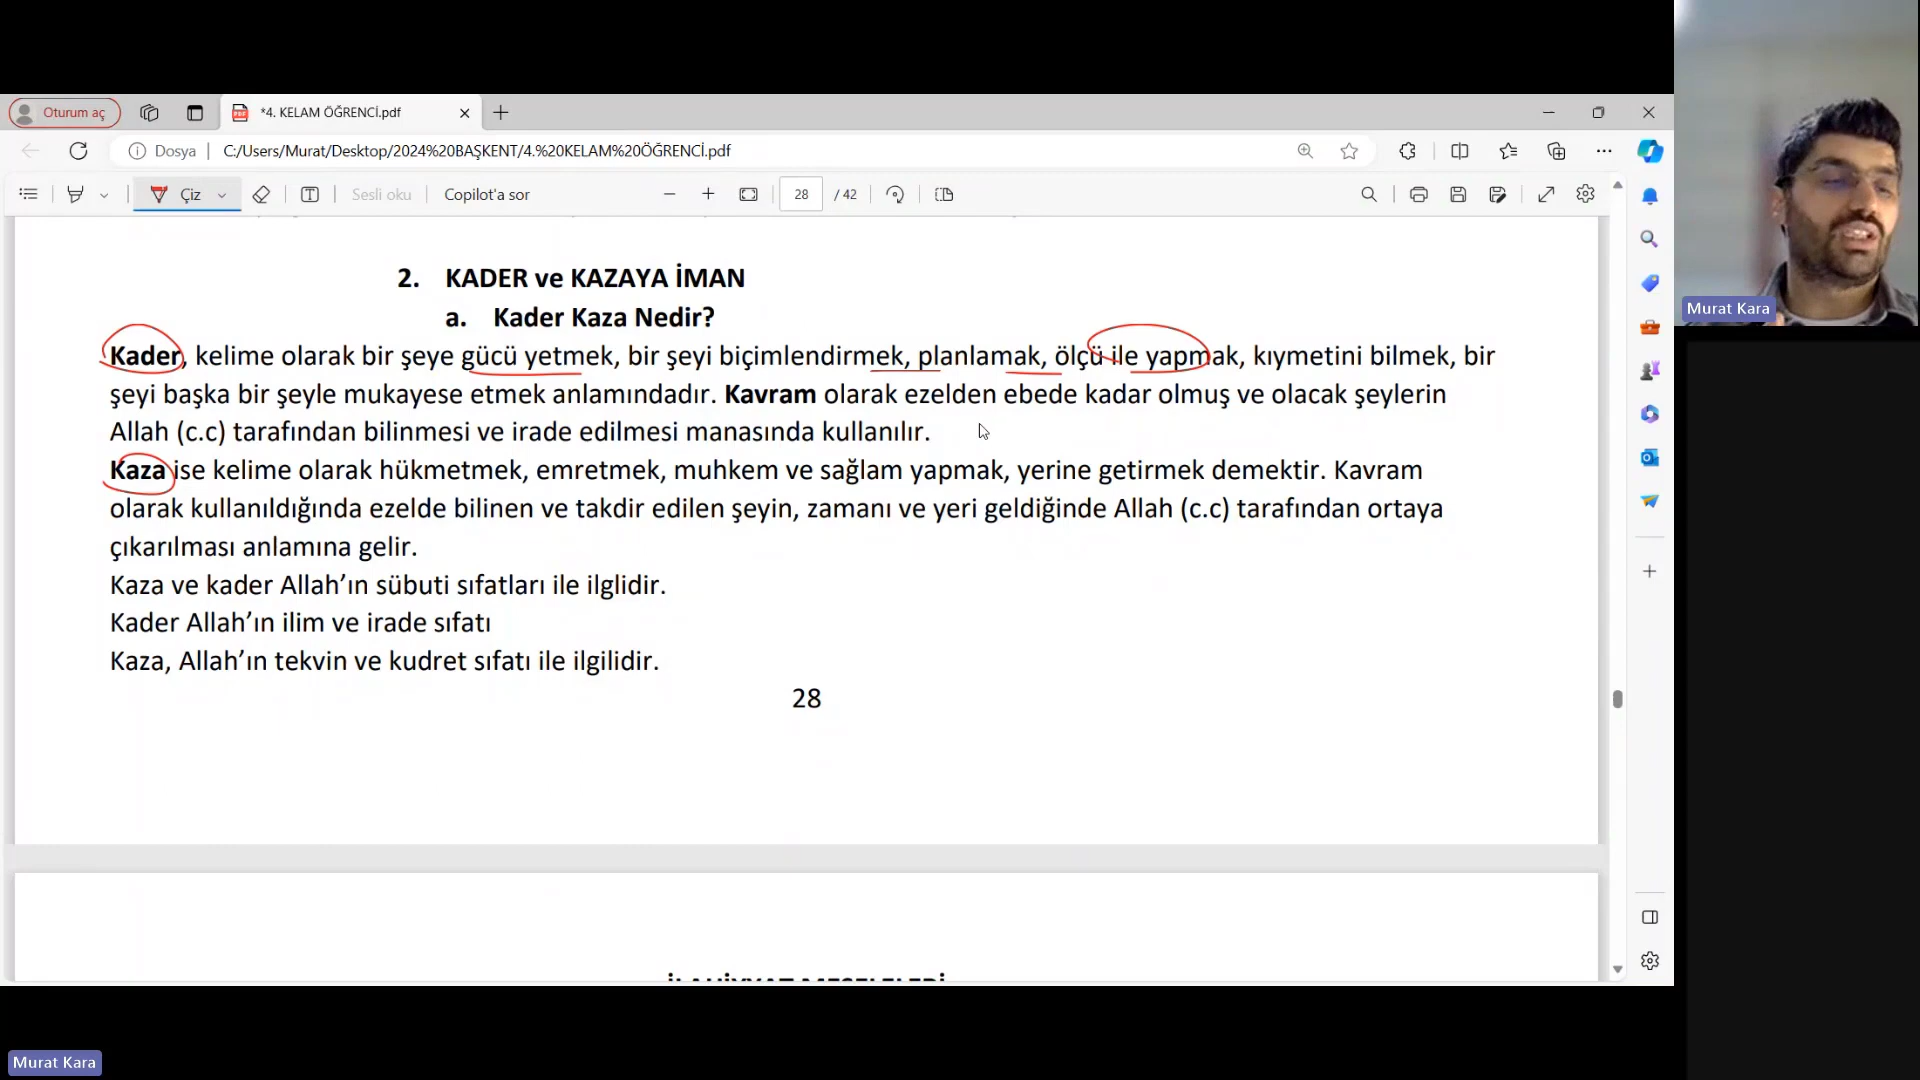 Oturum aç
*4. KELAM ÖĞRENCİ.pdf
Dosya
C:/Users/Murat/Desktop/2024%20BAŞKENT/4.%20KELAM%20ÖĞRENCİ.pdf
Çiz
Sesli oku
Copilot'a sor
28
/ 42
2. KADER ve KAZAYA İMAN
a. Kader Kaza Nedir?
Kader, kelime olarak bir şeye gücü yetmek, bir şeyi biçimlendirmek, planlamak, ölçü ile yapmak, kıymetini bilmek, bir
şeyi başka bir şeyle mukayese etmek anlamındadır. Kavram olarak ezelden ebede kadar olmuş ve olacak şeylerin
Allah (c.c) tarafından bilinmesi ve irade edilmesi manasında kullanılır.
Kaza ise kelime olarak hükmetmek, emretmek, muhkem ve sağlam yapmak, yerine getirmek demektir. Kavram
olarak kullanıldığında ezelde bilinen ve takdir edilen şeyin, zamanı ve yeri geldiğinde Allah (c.c) tarafından ortaya
çıkarılması anlamına gelir.
Kaza ve kader Allah’ın sübuti sıfatları ile ilglidir.
Kader Allah’ın ilim ve irade sıfatı
Kaza, Allah’ın tekvin ve kudret sıfatı ile ilgilidir.
28
Murat Kara
Murat Kara